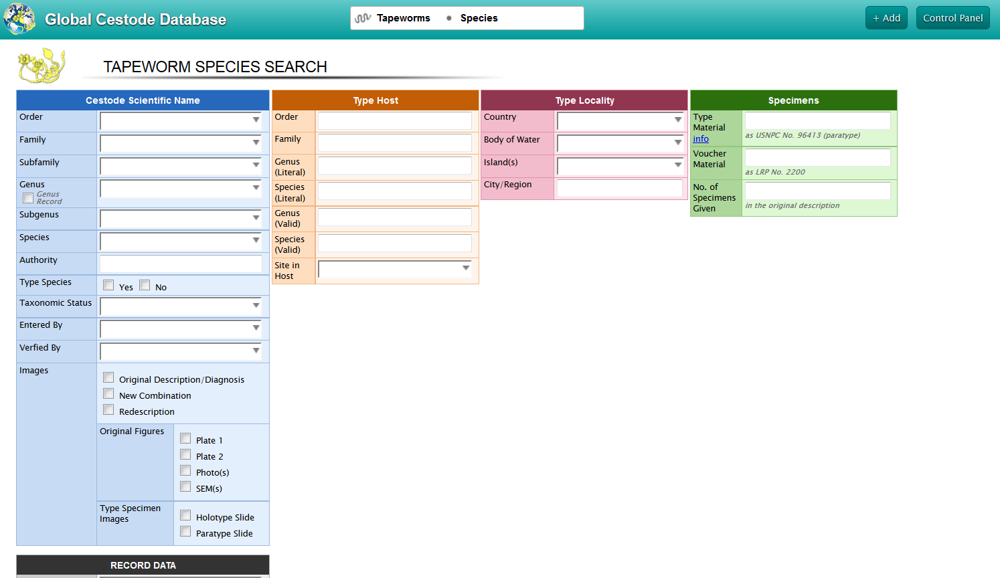 Global Cestode Database
Tapeworms
Species
+ Add
Control Panel
TAPEWORM SPECIES SEARCH
Cestode Scientific Name
Order
Family
Subfamily
Genus
Genus
Record
Subgenus
Species
Authority
Type Species
Yes No
Taxonomic Status
Entered By
Verfied By
Images
Original Description/Diagnosis
New Combination
Redescription
Original Figures
Plate 1
Plate 2
Photo(s)
SEM(s)
Type Specimen
Images
Holotype Slide
Paratype Slide
RECORD DATA
Type Host
Order
Family
Genus
(Literal)
Species
(Literal)
Genus
(Valid)
Species
(Valid)
Site in
Host
Type Locality
Country
Body of Water
Island(s)
City/Region
Specimens
Type
Material
info
as USNPC No. 96413 (paratype)
Voucher
Material
as LRP No. 2200
No. of
Specimens
Given
in the original description